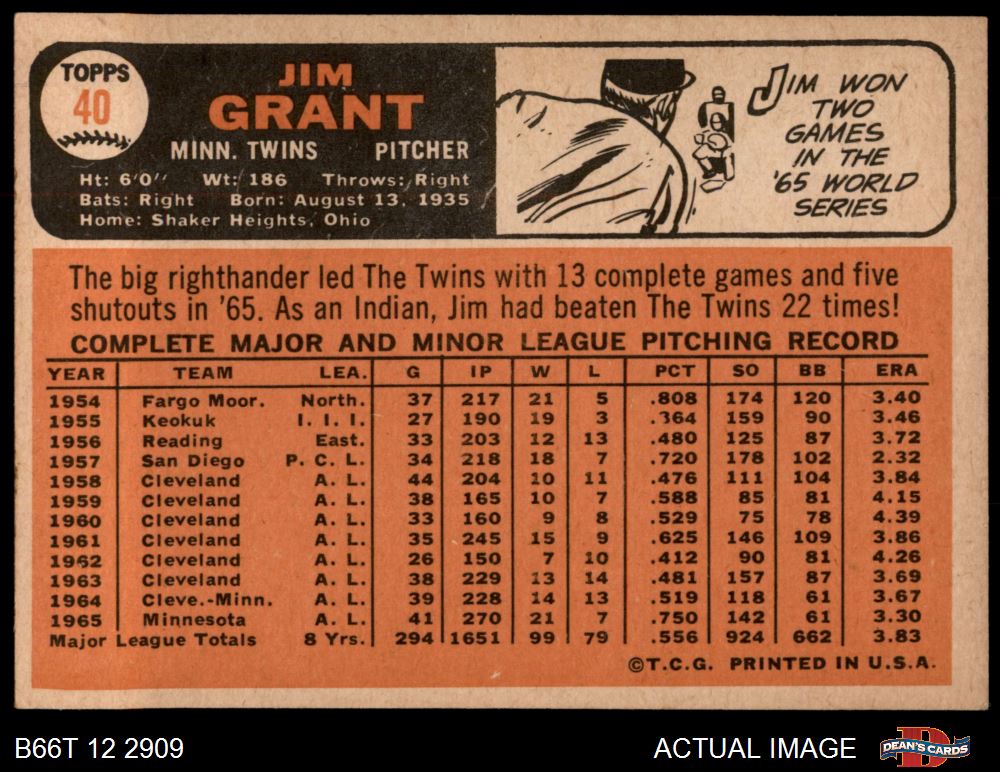 TOPPS
40
JIM
GRANT
MINN. TWINS PITCHER
Ht: 6'0'' Wt: 186 Throws: Right
Bats: Right Born: August 13, 1935
Home: Shaker Heights, Ohio
JIM WON
TWO
GAMES
IN THE
'65 WORLD
SERIES
The big righthander led The Twins with 13 complete games and five
shutouts in '65. As an Indian, Jim had beaten The Twins 22 times!
COMPLETE MAJOR AND MINOR LEAGUE PITCHING RECORD
YEAR TEAM LEA. G IP W L PCT SO BB ERA
1954 Fargo Moor. North. 37 217 21 5 .808 174 120 3.40
1955 Keokuk I. I. I. 27 190 19 3 .364 159 90 3.46
1956 Reading East. 33 203 12 13 .480 125 87 3.72
1957 San Diego P. C. L. 34 218 18 7 .720 178 102 2.32
1958 Cleveland A. L. 44 204 10 11 .476 111 104 3.84
1959 Cleveland A. L. 38 165 10 7 .588 85 81 4.15
1960 Cleveland A. L. 33 160 9 8 .529 75 78 4.39
1961 Cleveland A. L. 35 245 15 9 .625 146 109 3.86
1962 Cleveland A. L. 26 150 7 10 .412 90 81 4.26
1963 Cleveland A. L. 38 229 13 14 .481 157 87 3.69
1964 Cleve.-Minn. A. L. 39 228 14 13 .519 118 61 3.67
1965 Minnesota A. L. 41 270 21 7 .750 142 61 3.30
Major League Totals 8 Yrs. 294 1651 99 79 .556 924 662 3.83
©T.C.G. PRINTED IN U.S.A.
B66T 12 2909 ACTUAL IMAGE DEAN'S CARDS